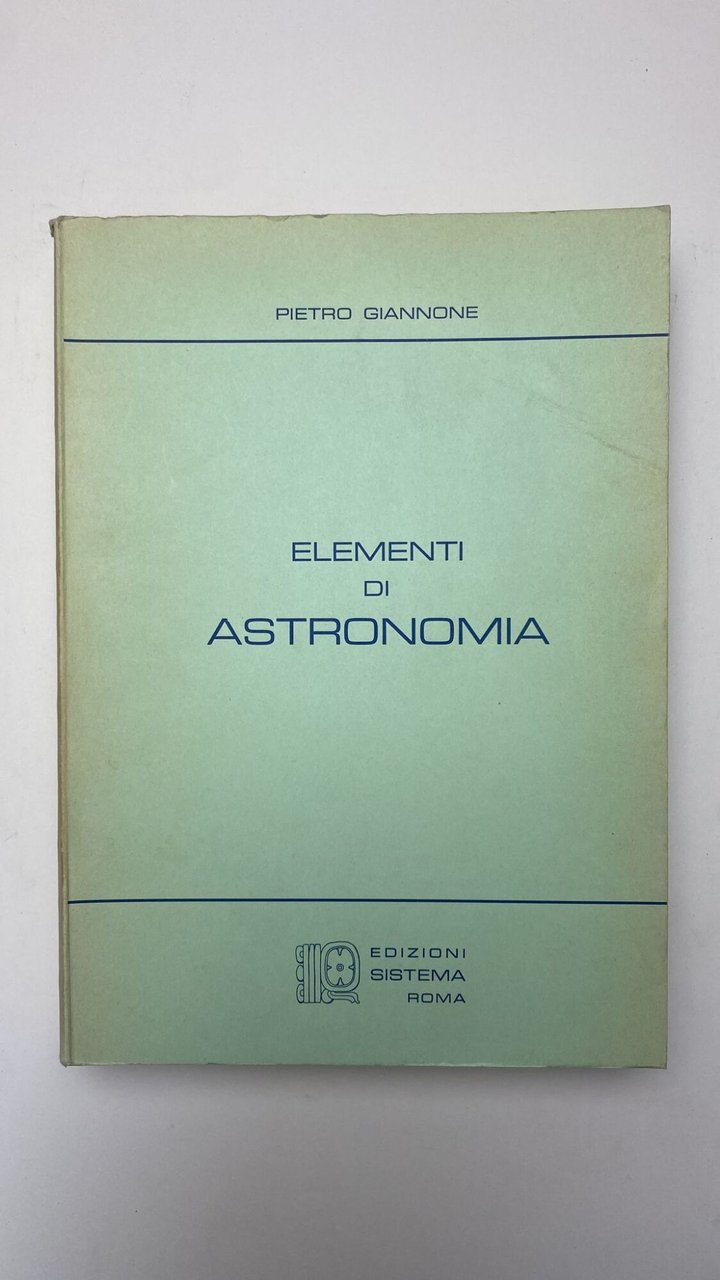 PIETRO GIANNONE
ELEMENTI
DI
ASTRONOMIA
EDIZIONI
SISTEMA
ROMA